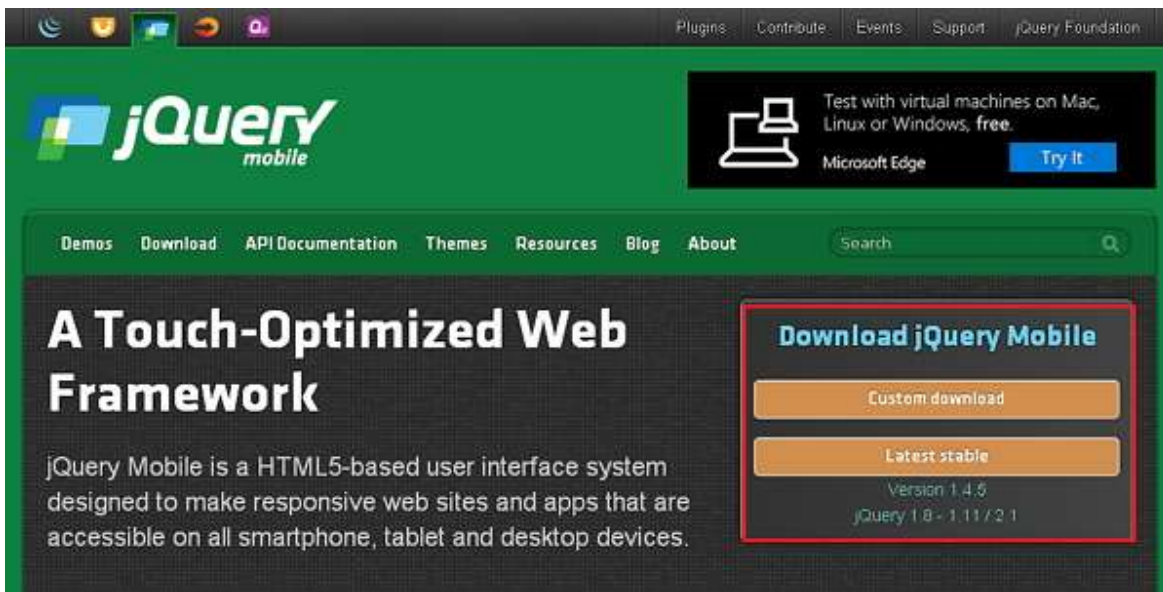 Plugins Contribute Events Support jQuery Foundation
jQuery
mobile
Test with virtual machines on Mac,
Linux or Windows, free.
Microsoft Edge Try It
Demos Download API Documentation Themes Resources Blog About Search
A Touch-Optimized Web
Framework
jQuery Mobile is a HTML5-based user interface system
designed to make responsive web sites and apps that are
accessible on all smartphone, tablet and desktop devices.
Download jQuery Mobile
Custom download
Latest stable
Version 1.4.5
jQuery 1.8 - 1.11 / 2.1